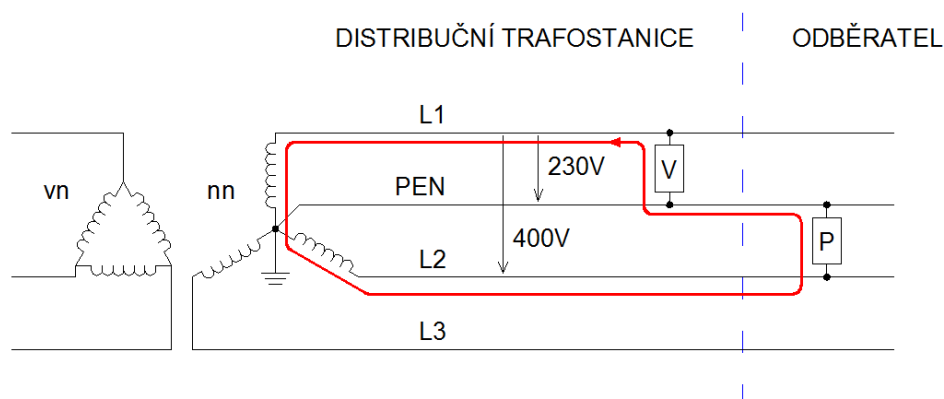 DISTRIBUČNÍ TRAFOSTANICE
ODBĚRATEL
L1
vn
nn
230V
V
PEN
400V
P
L2
L3